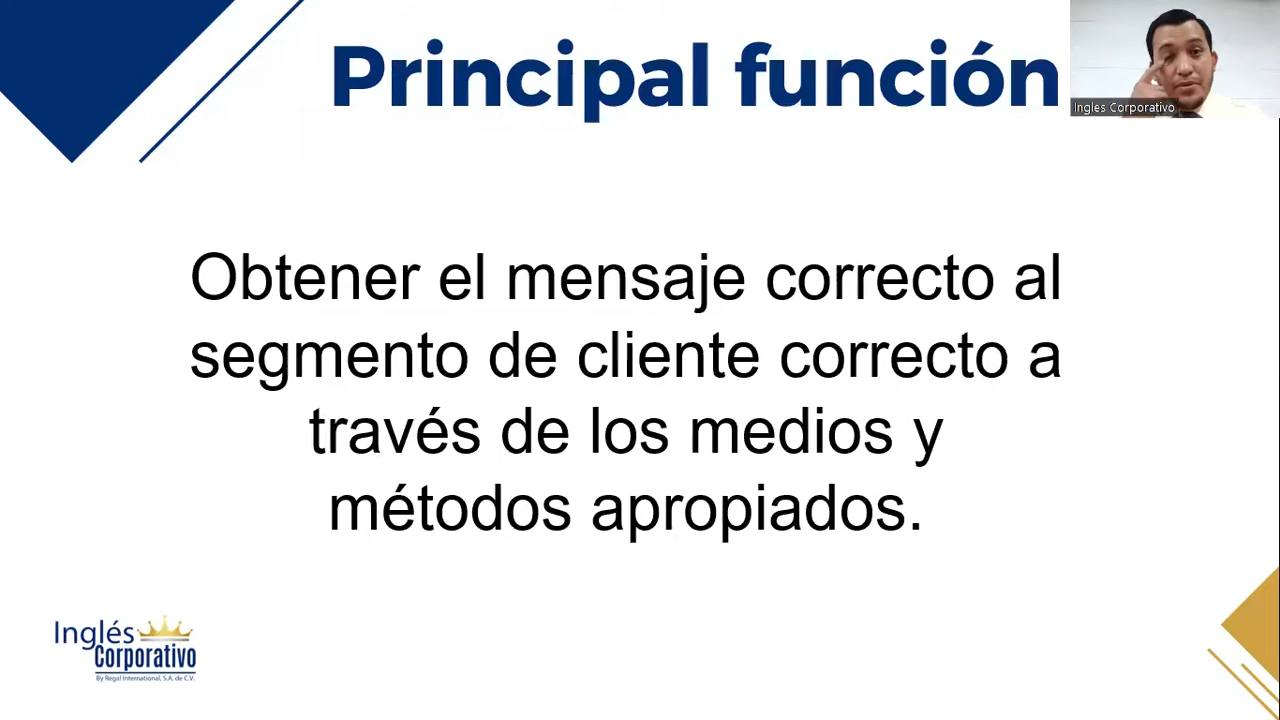 Principal función
Ingles Corporativo
Obtener el mensaje correcto al
segmento de cliente correcto a
través de los medios y
métodos apropiados.
Inglés
Corporativo
By Regal International, S.A. de C.V.